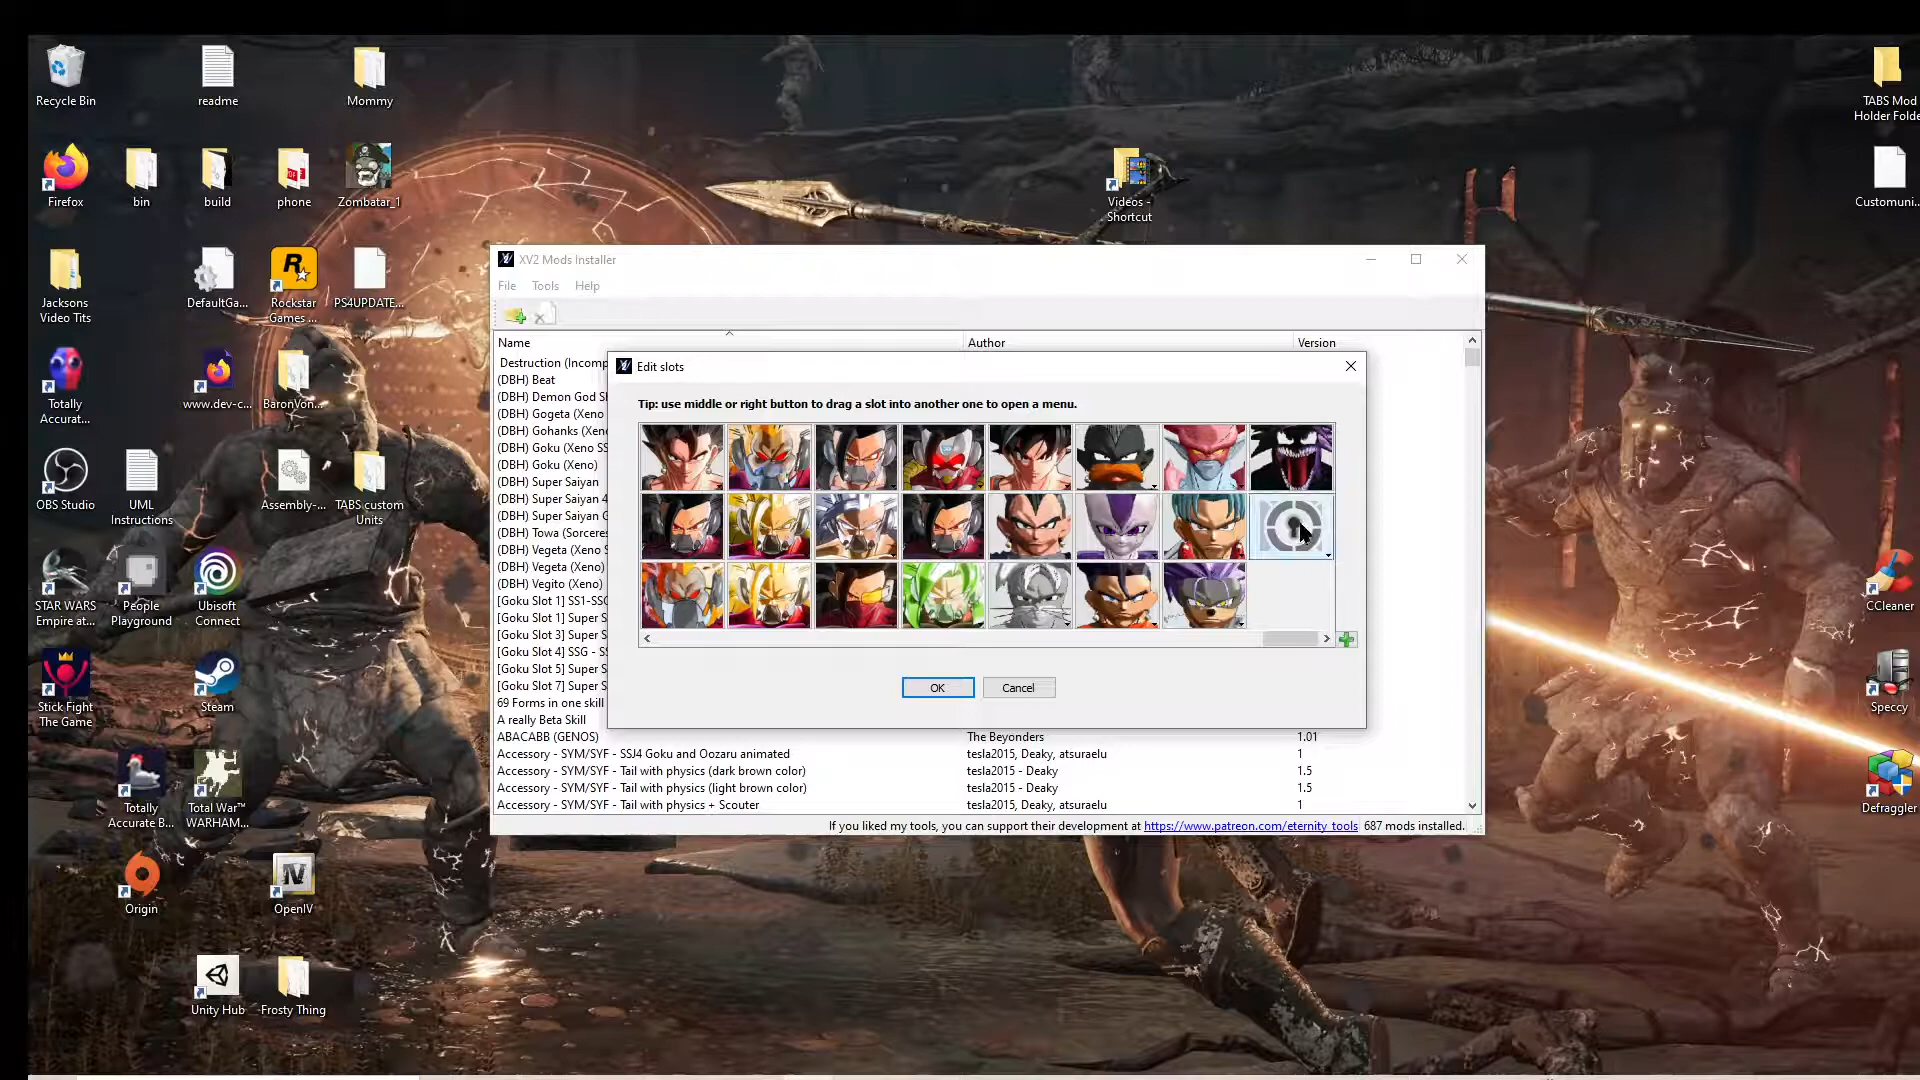 Recycle Bin
readme
Mommy
TABS Mod
Holder Folde
Firefox
bin
build
phone
Zombatar_1
Videos -
Shortcut
Customuni...
Jacksons
Video Tits
DefaultGa...
Rockstar
Games ...
PS4UPDATE...
Totally
Accurat...
www.dev-c...
BaronVon...
OBS Studio
UML
Instructions
Assembly-...
TABS custom
Units
STAR WARS
Empire at...
People
Playground
Ubisoft
Connect
CCleaner
Stick Fight
The Game
Steam
Speccy
Totally
Accurate B...
Total War™
WARHAM...
Defraggler
Origin
OpenIV
Unity Hub
Frosty Thing
XV2 Mods Installer
File Tools Help
Name Author Version
Destruction (Incomp
(DBH) Beat
(DBH) Demon God S
(DBH) Gogeta (Xeno
(DBH) Gohanks (Xen
(DBH) Goku (Xeno SS
(DBH) Goku (Xeno)
(DBH) Super Saiyan
(DBH) Super Saiyan 4
(DBH) Super Saiyan G
(DBH) Towa (Sorceres
(DBH) Vegeta (Xeno S
(DBH) Vegeta (Xeno)
(DBH) Vegito (Xeno)
[Goku Slot 1] SS1-SSG
[Goku Slot 1] Super S
[Goku Slot 3] Super S
[Goku Slot 4] SSG - SS
[Goku Slot 5] Super S
[Goku Slot 7] Super S
69 Forms in one skill
A really Beta Skill
ABACABB (GENOS) The Beyonders 1.01
Accessory - SYM/SYF - SSJ4 Goku and Oozaru animated tesla2015, Deaky, atsuraelu 1
Accessory - SYM/SYF - Tail with physics (dark brown color) tesla2015 - Deaky 1.5
Accessory - SYM/SYF - Tail with physics (light brown color) tesla2015 - Deaky 1.5
Accessory - SYM/SYF - Tail with physics + Scouter tesla2015, Deaky, atsuraelu 1
If you liked my tools, you can support their development at https://www.patreon.com/eternity_tools 687 mods installed.
Edit slots
Tip: use middle or right button to drag a slot into another one to open a menu.
OK Cancel